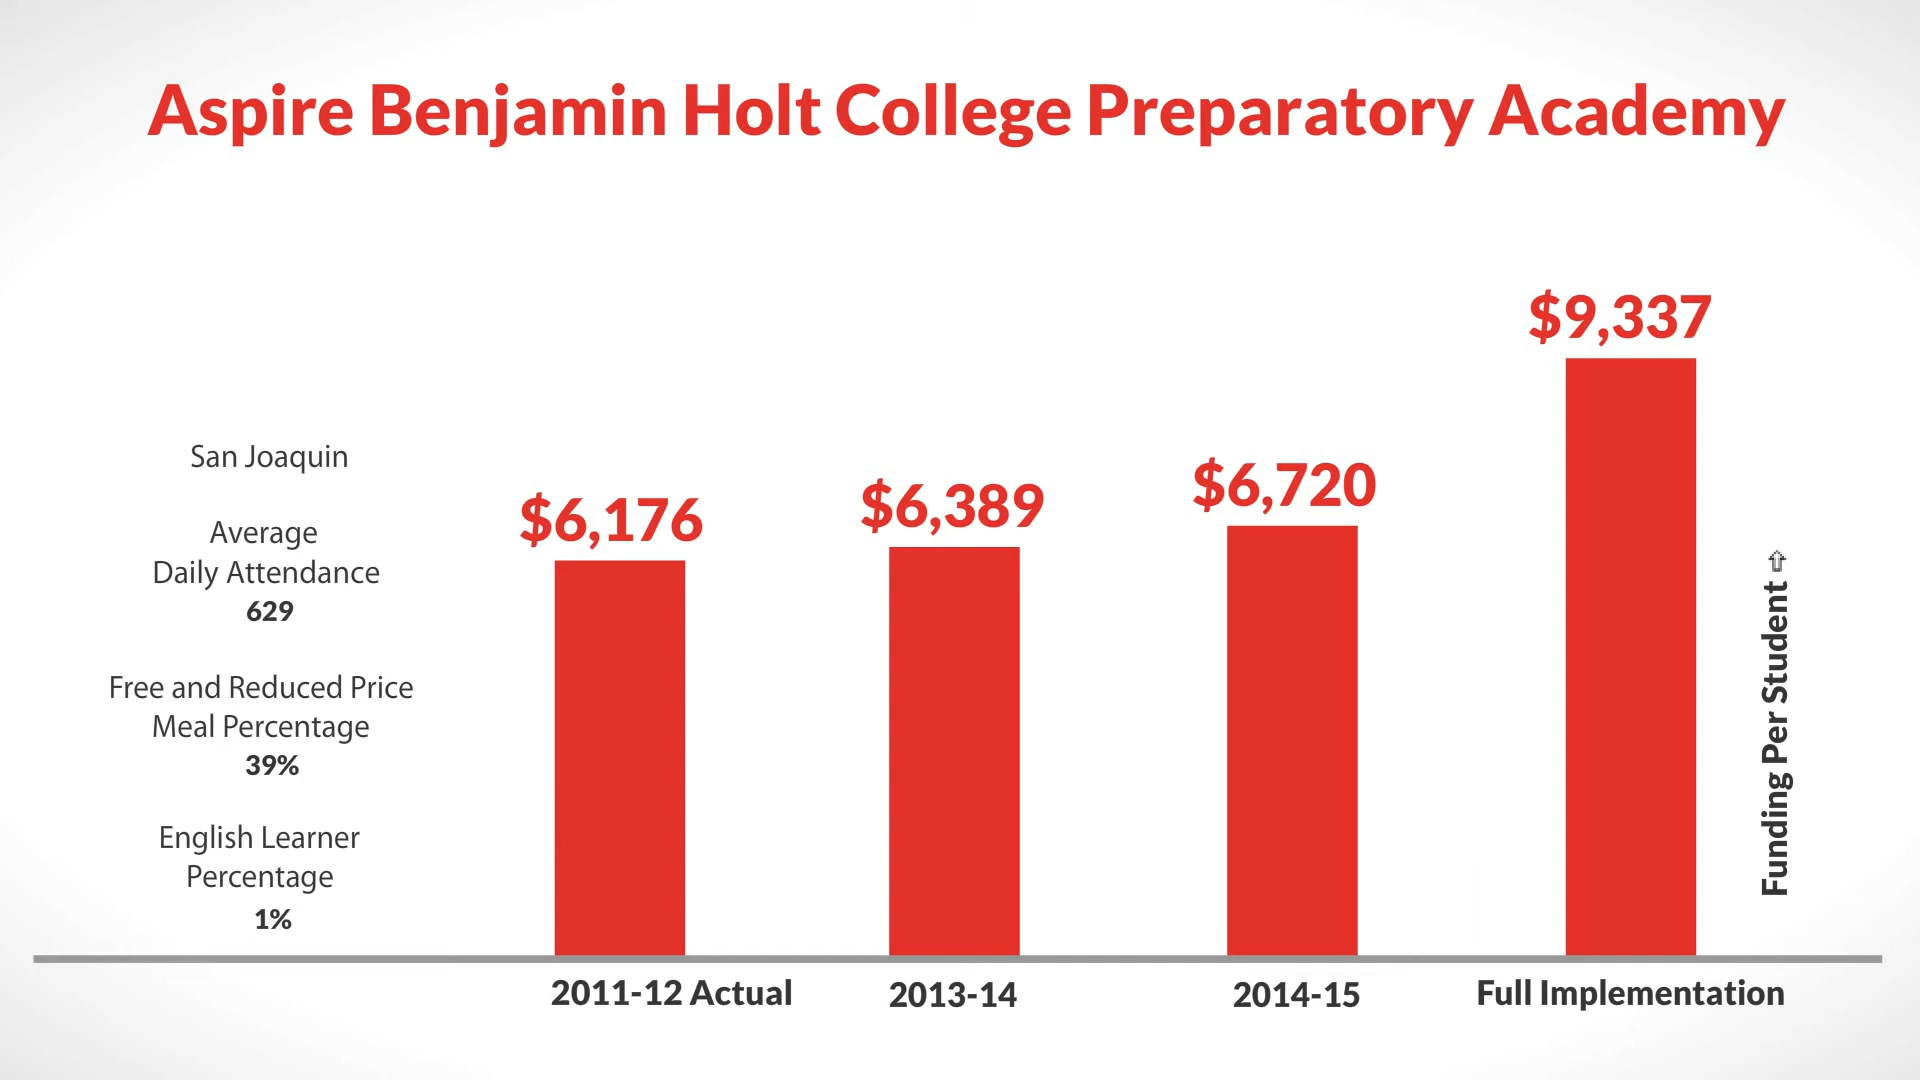 Aspire Benjamin Holt College Preparatory Academy
San Joaquin
Average
Daily Attendance
629
Free and Reduced Price
Meal Percentage
39%
English Learner
Percentage
1%
$6,176
$6,389
$6,720
$9,337
Funding Per Student ⇧
2011-12 Actual
2013-14
2014-15
Full Implementation